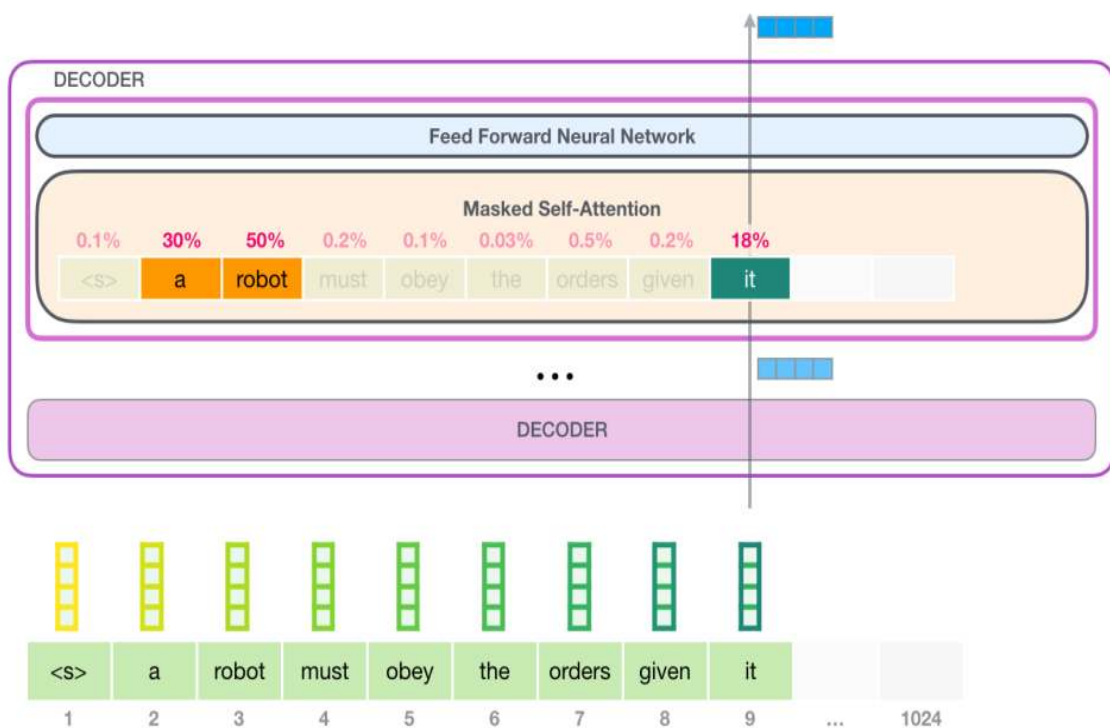 DECODER
Feed Forward Neural Network
Masked Self-Attention
0.1% 30% 50% 0.2% 0.1% 0.03% 0.5% 0.2% 18%
<s> a robot must obey the orders given it
...
DECODER
<s> a robot must obey the orders given it
1 2 3 4 5 6 7 8 9 ... 1024